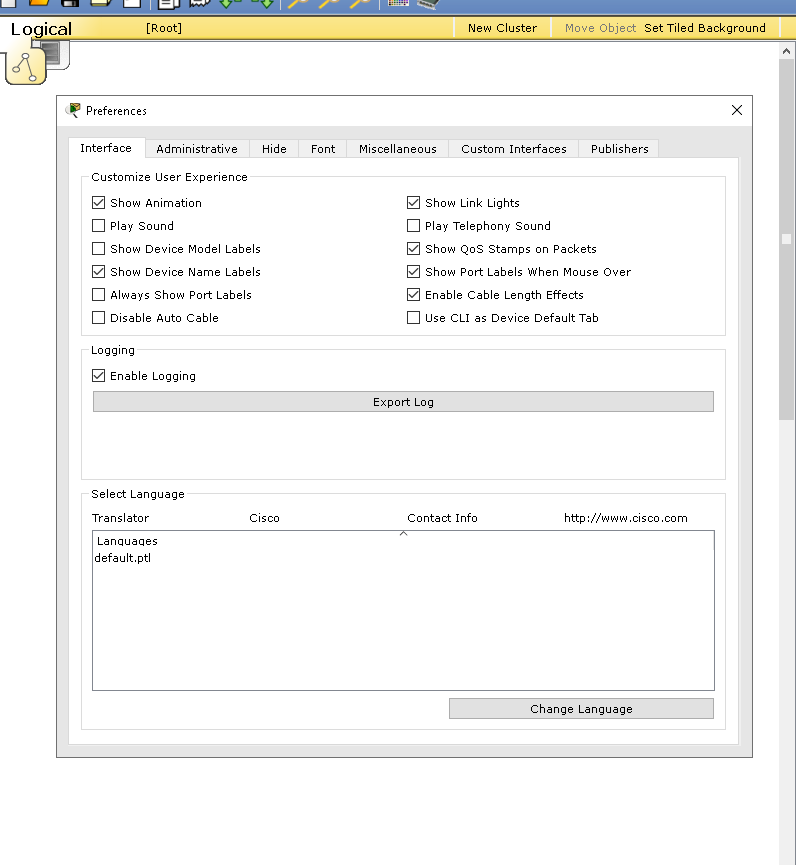 Logical [Root] New Cluster Move Object Set Tiled Background
Preferences
Interface Administrative Hide Font Miscellaneous Custom Interfaces Publishers
Customize User Experience
Show Animation Show Link Lights
Play Sound Play Telephony Sound
Show Device Model Labels Show QoS Stamps on Packets
Show Device Name Labels Show Port Labels When Mouse Over
Always Show Port Labels Enable Cable Length Effects
Disable Auto Cable Use CLI as Device Default Tab
Logging
Enable Logging
Export Log
Select Language
Translator Cisco Contact Info http://www.cisco.com
Languages
default.ptl
Change Language